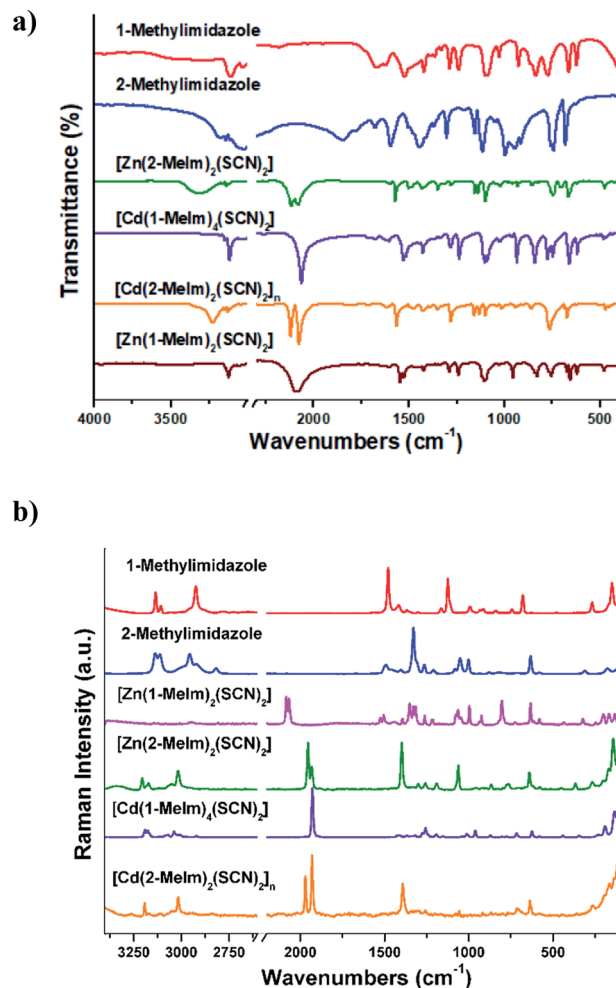 a)
1-Methylimidazole
2-Methylimidazole
[Zn(2-MeIm)₂(SCN)₂]
[Cd(1-MeIm)₄(SCN)₂]
[Cd(2-MeIm)₂(SCN)₂]ₙ
[Zn(1-MeIm)₂(SCN)₂]
Transmittance (%)
4000 3500 2000 1500 1000 500
Wavenumbers (cm⁻¹)
b)
1-Methylimidazole
2-Methylimidazole
[Zn(1-MeIm)₂(SCN)₂]
[Zn(2-MeIm)₂(SCN)₂]
[Cd(1-MeIm)₄(SCN)₂]
[Cd(2-MeIm)₂(SCN)₂]ₙ
Raman Intensity (a.u.)
3250 3000 2750 2000 1500 1000 500
Wavenumbers (cm⁻¹)